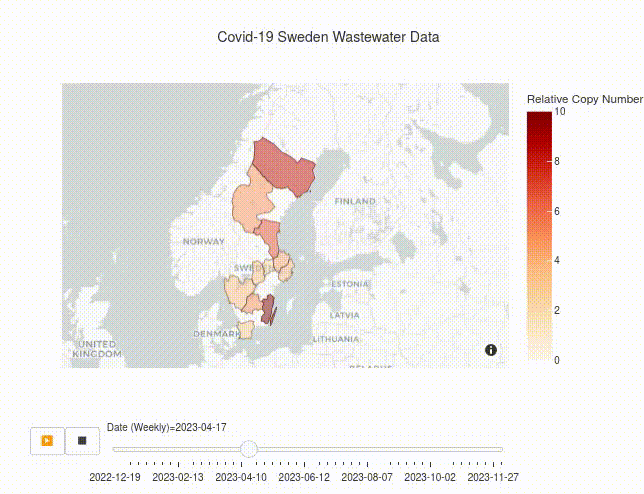 Covid-19 Sweden Wastewater Data
Relative Copy Number
10
8
6
4
2
0
FINLAND
NORWAY
SWED
ESTONIA
LATVIA
DENMARK
LITHUANIA
UNITED
KINGDOM
BELARUS
Date (Weekly)=2023-04-17
2022-12-19 2023-02-13 2023-04-10 2023-06-12 2023-08-07 2023-10-02 2023-11-27